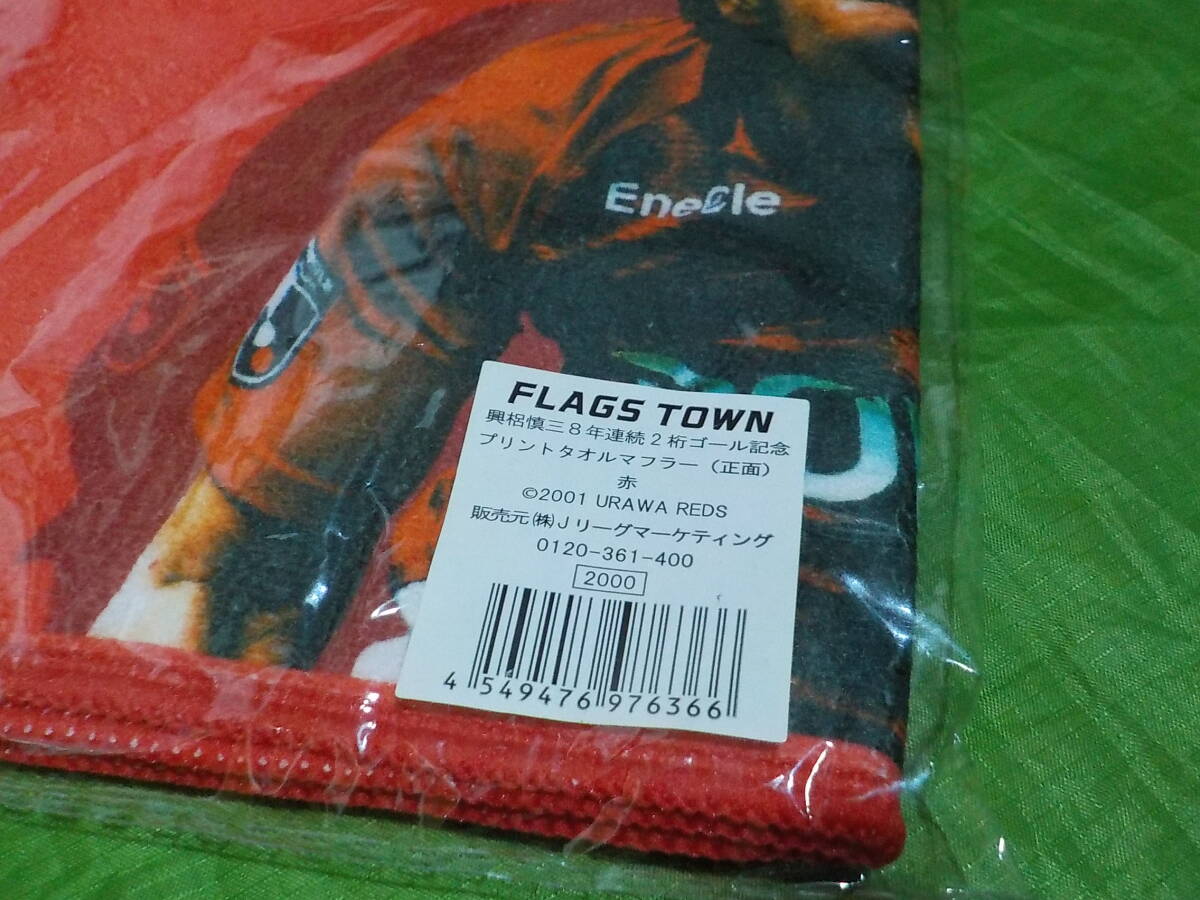 Enecle
30
FLAGS TOWN
興梠慎三8年連続2桁ゴール記念
プリントタオルマフラー（正面）
赤
©2001 URAWA REDS
販売元㈱Jリーグマーケティング
0120-361-400
2000
4 549476 976366